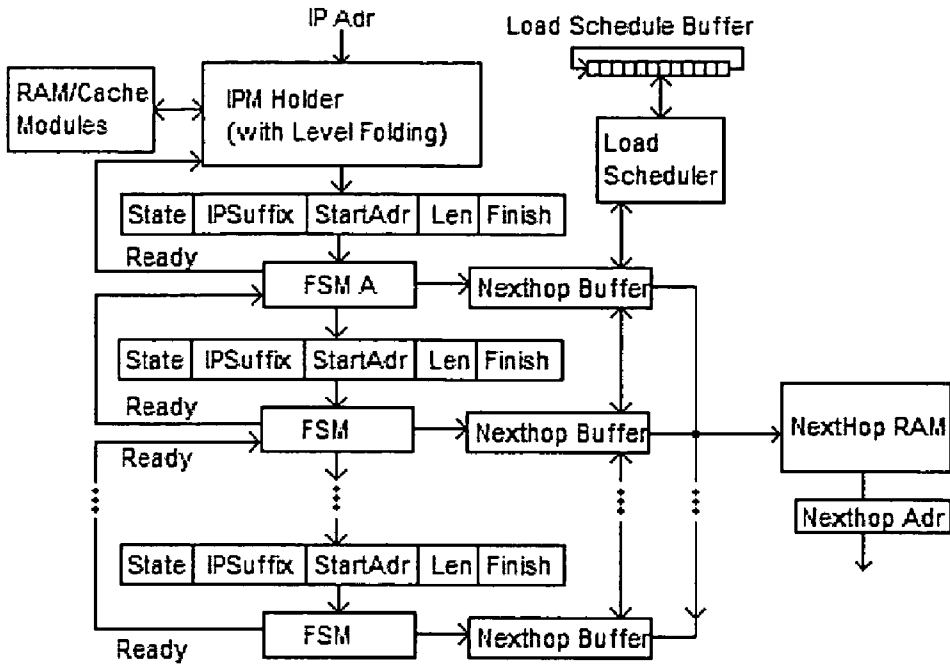 IP Adr
Load Schedule Buffer
RAM/Cache
Modules
IPM Holder
(with Level Folding)
Load
Scheduler
State IPSuffix StartAdr Len Finish
Ready
FSM A
Nexthop Buffer
State IPSuffix StartAdr Len Finish
Ready
FSM
Nexthop Buffer
NextHop RAM
Ready
Nexthop Adr
State IPSuffix StartAdr Len Finish
FSM
Nexthop Buffer
Ready